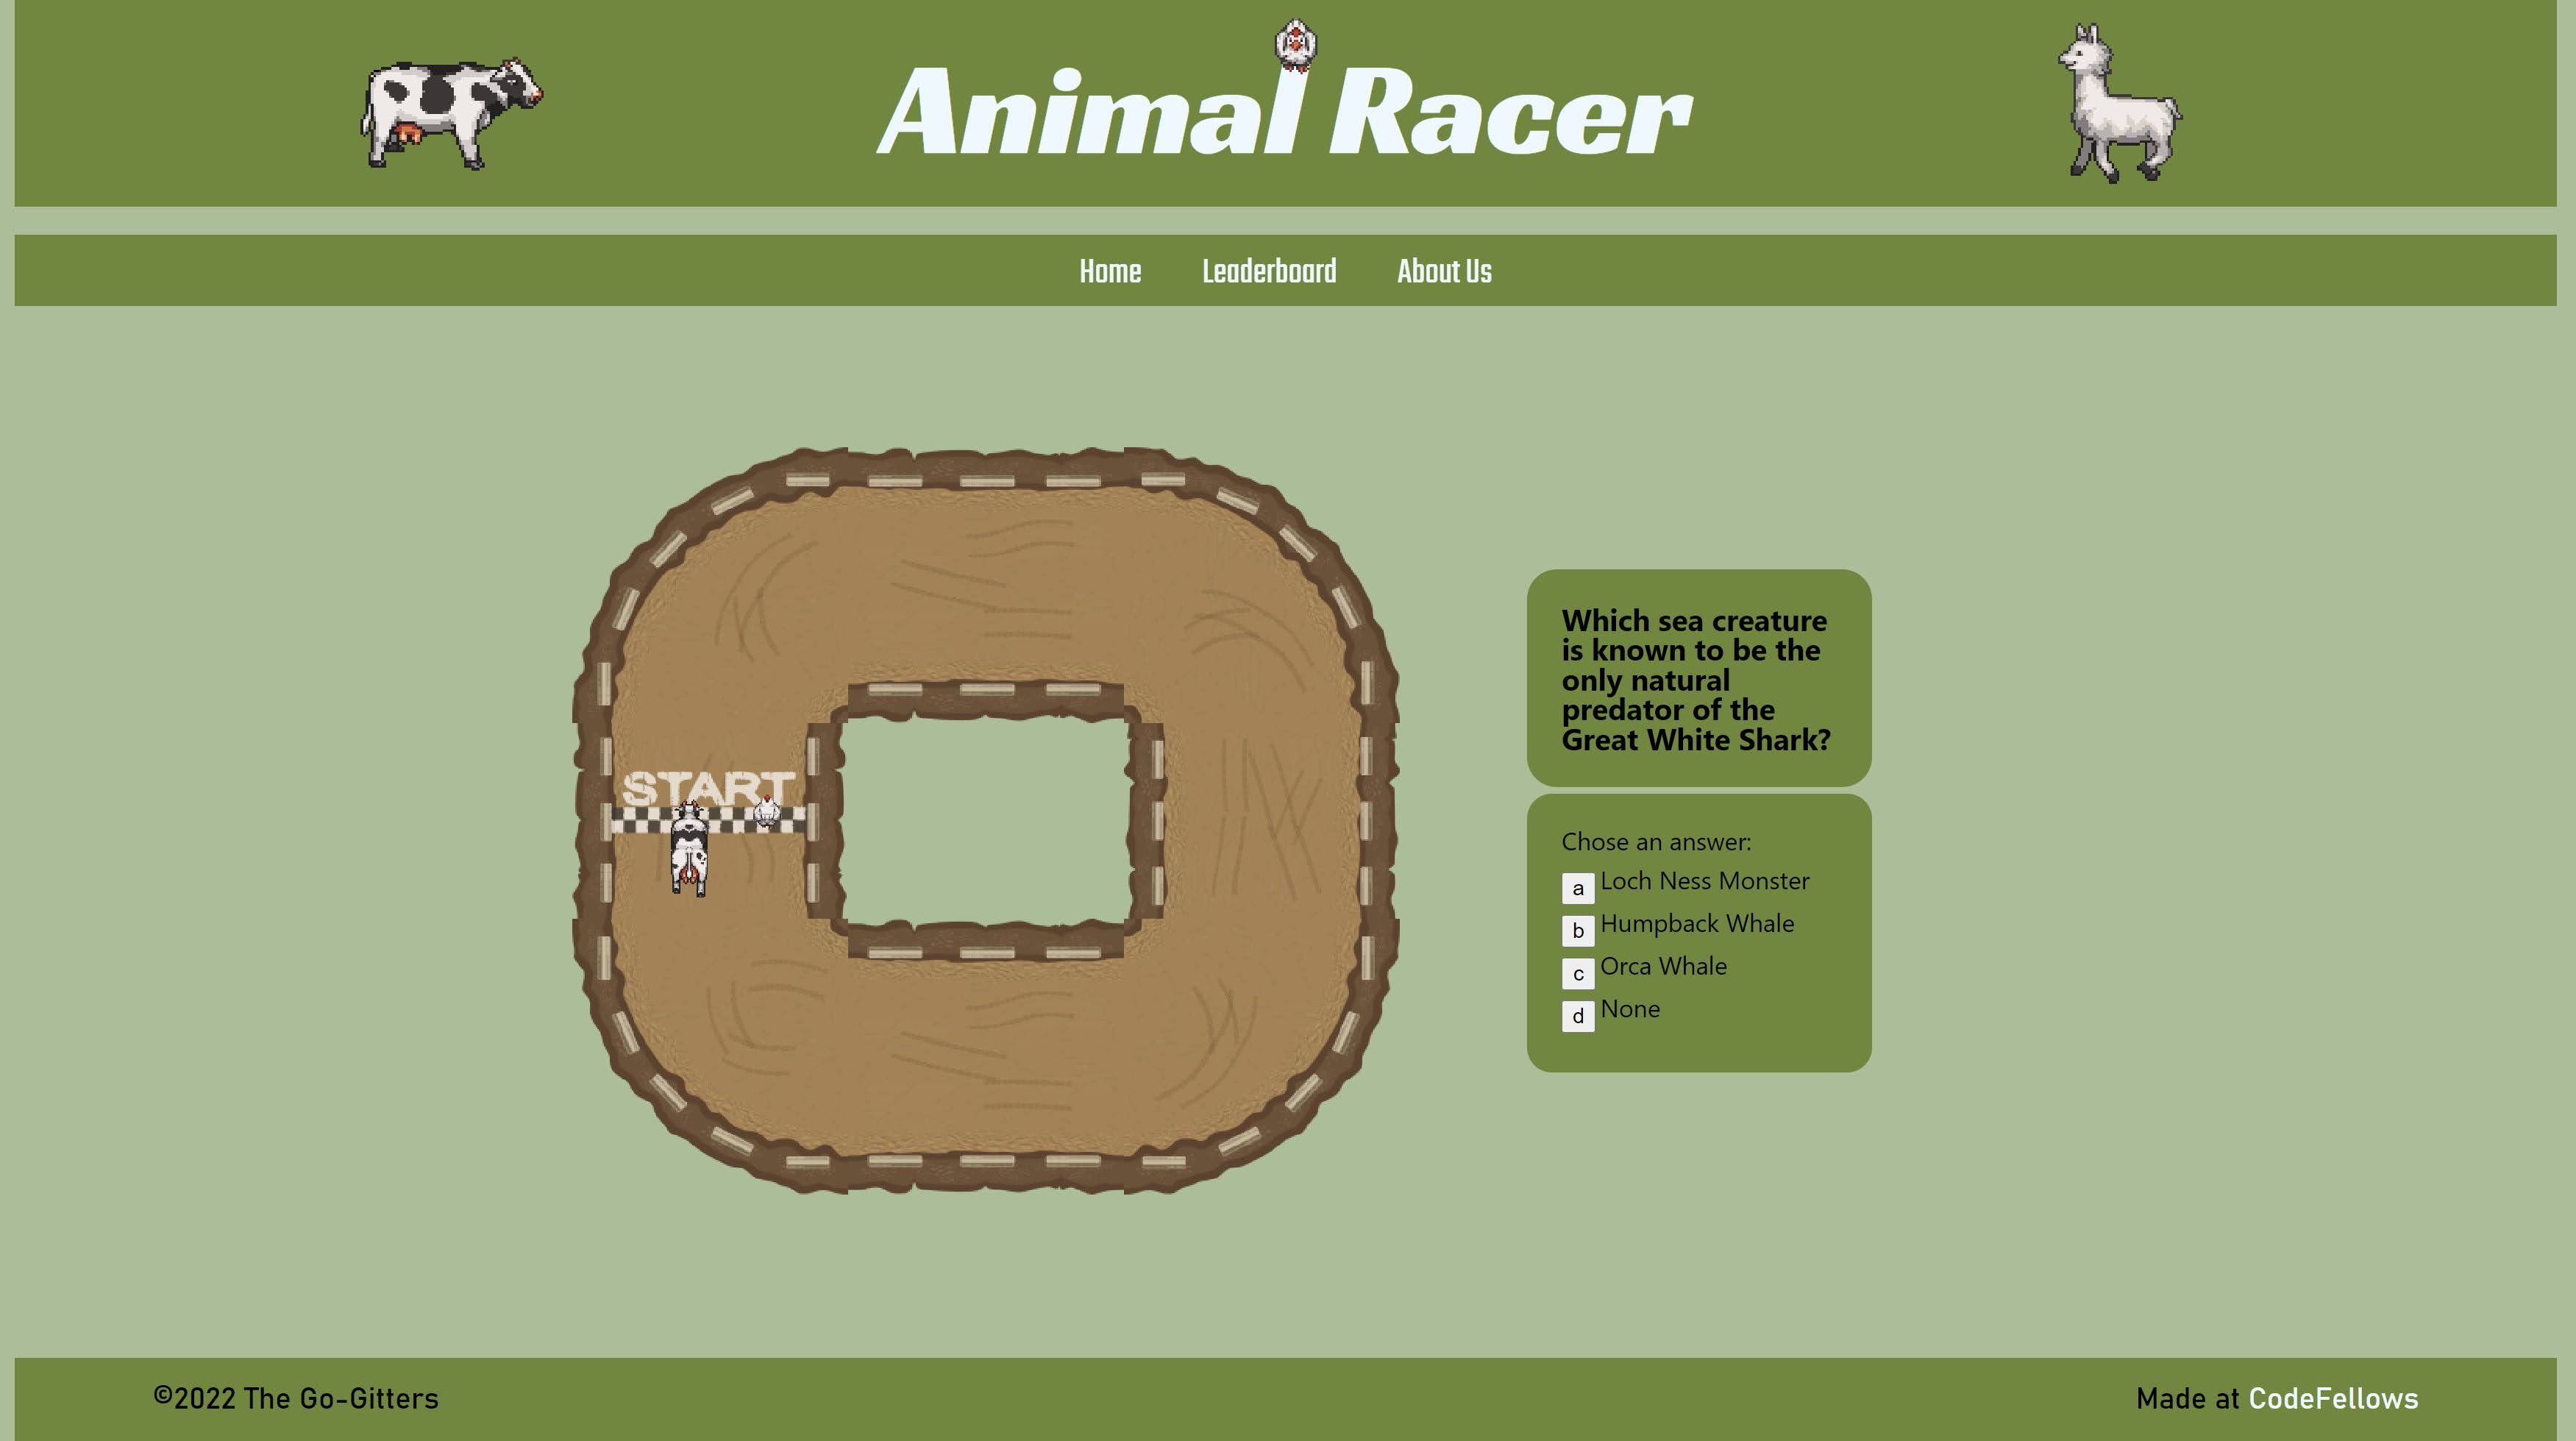 Animal Racer
Home Leaderboard About Us
START
Which sea creature
is known to be the
only natural
predator of the
Great White Shark?
Chose an answer:
a Loch Ness Monster
b Humpback Whale
c Orca Whale
d None
©2022 The Go-Gitters
Made at CodeFellows